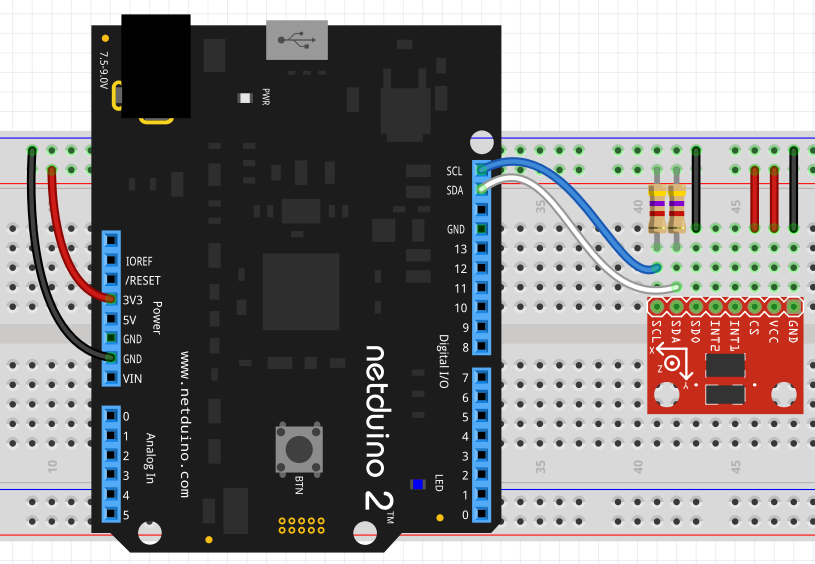 7.5-9.0V
PWR
SCL
SDA
GND
13
12
11
10
9
8
7
6
5
4
3
2
1
0
Digital I/O
IOREF
/RESET
3V3
5V
GND
GND
VIN
Power
0
1
2
3
4
5
Analog In
www.netduino.com
netduino 2™
BTN
LED
10
35
40
45
35
40
45
SCL
SDA
SDO
INT2
INT1
CS
VCC
GND
X
Z
Y